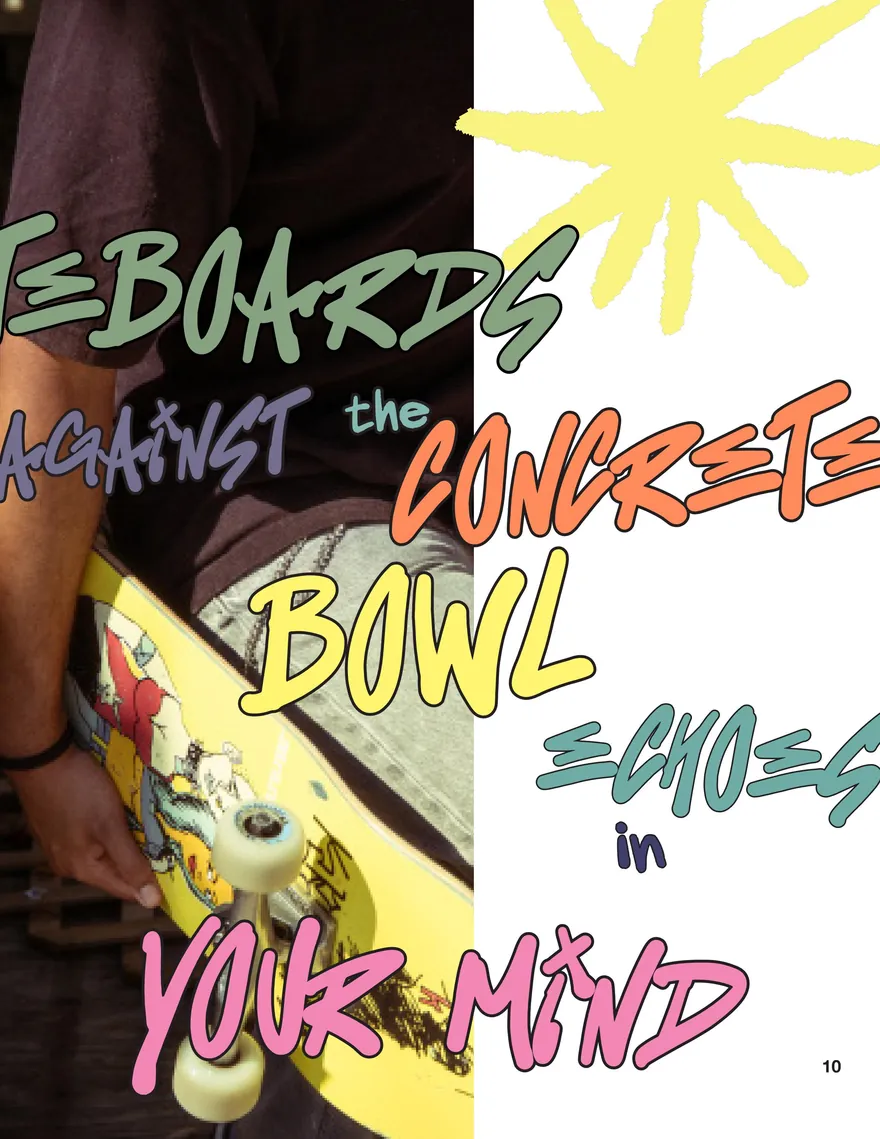 TEBOARDS
AGAiNST the CONCRETE
BOWL
ECHOES
in
YOUR MiND
10